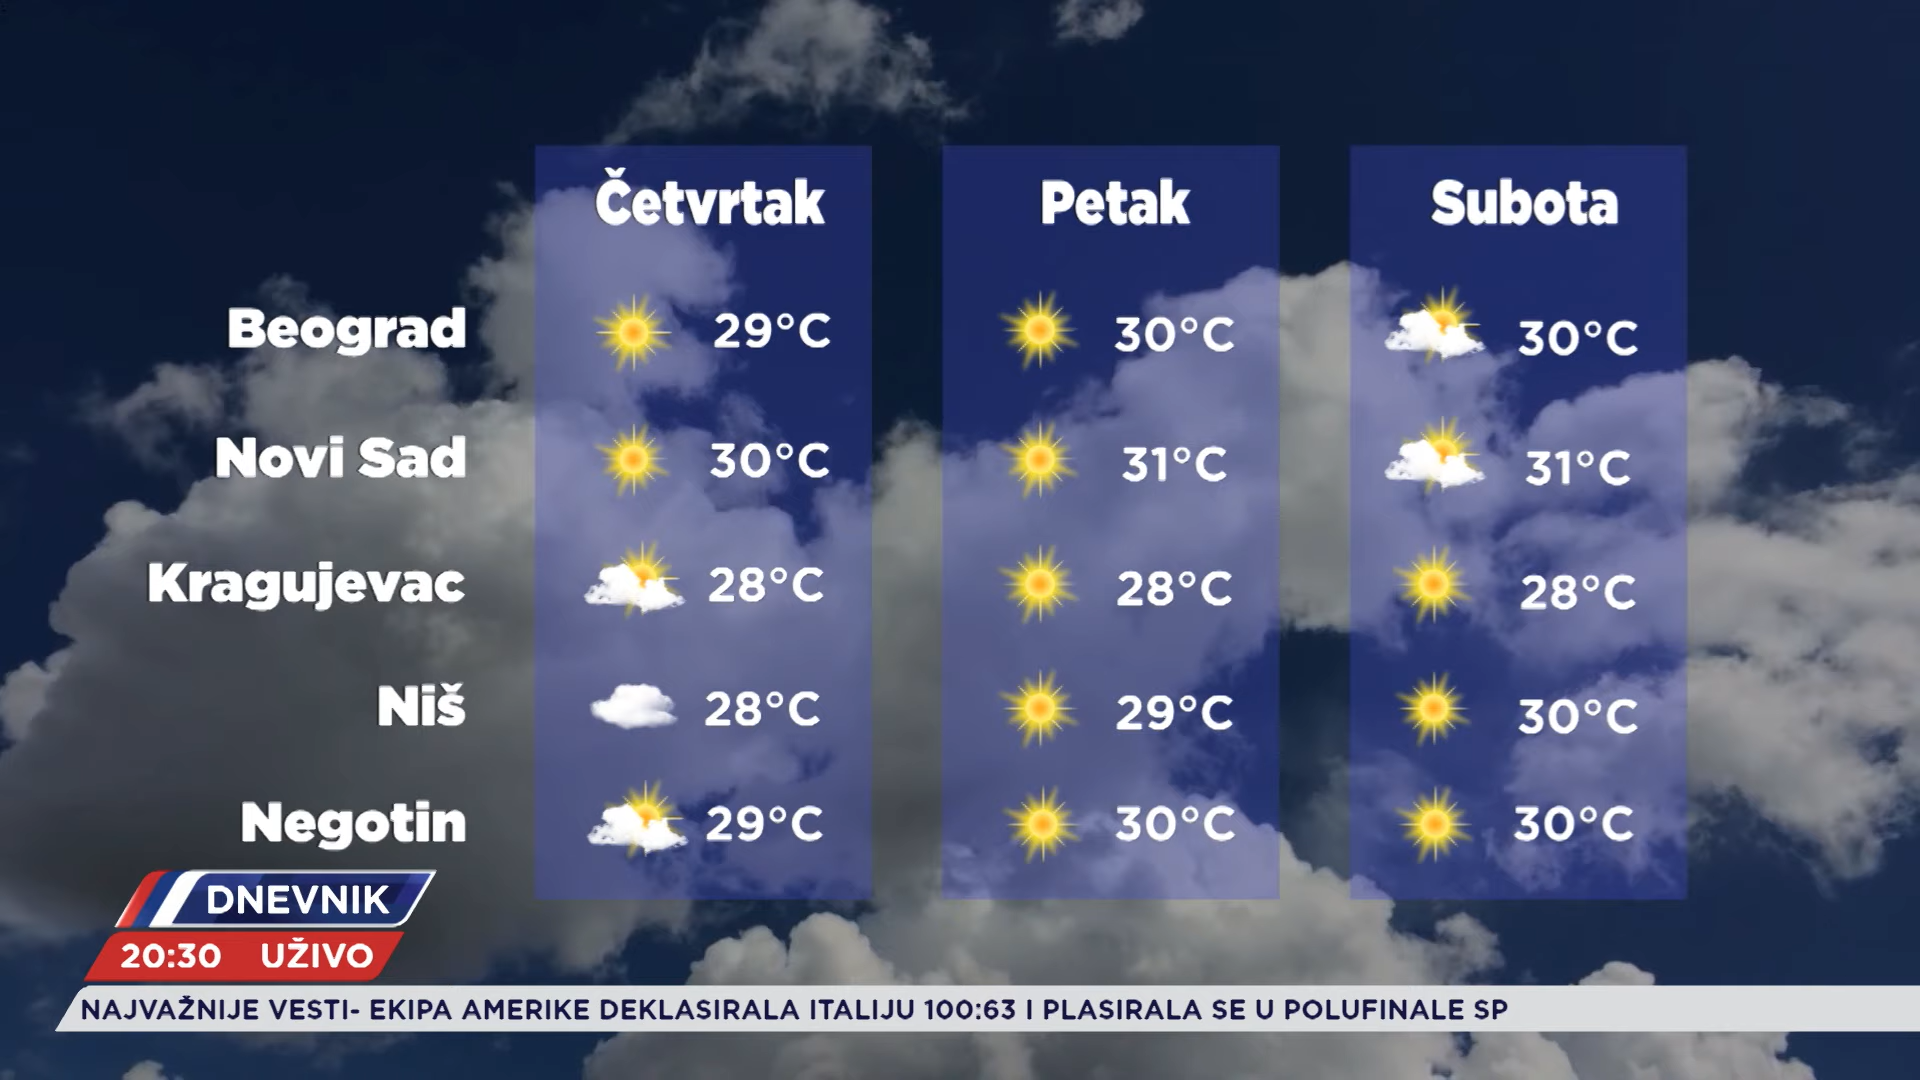 Četvrtak Petak Subota
Beograd 29°C 30°C 30°C
Novi Sad 30°C 31°C 31°C
Kragujevac 28°C 28°C 28°C
Niš 28°C 29°C 30°C
Negotin 29°C 30°C 30°C
DNEVNIK
20:30 UŽIVO
NAJVAŽNIJE VESTI- EKIPA AMERIKE DEKLASIRALA ITALIJU 100:63 I PLASIRALA SE U POLUFINALE SP